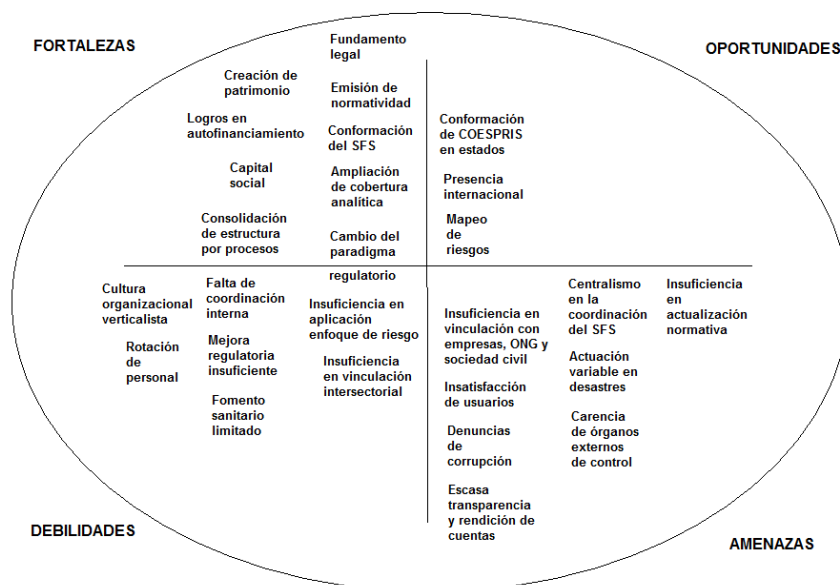 FORTALEZAS
Fundamento
legal
Creación de
patrimonio
Emisión de
normatividad
Logros en
autofinanciamiento
Conformación
del SFS
Capital
social
Ampliación
de cobertura
analítica
Consolidación
de estructura
por procesos
Cambio del
paradigma
regulatorio
OPORTUNIDADES
Conformación
de COESPRIS
en estados
Presencia
internacional
Mapeo
de
riesgos
Cultura
organizacional
verticalista
Falta de
coordinación
interna
Insuficiencia en
aplicación
enfoque de riesgo
Rotación
de
personal
Mejora
regulatoria
insuficiente
Insuficiencia
en vinculación
intersectorial
Fomento
sanitario
limitado
DEBILIDADES
Insuficiencia en
vinculación con
empresas, ONG y
sociedad civil
Centralismo
en la
coordinación
del SFS
Insuficiencia
en
actualización
normativa
Insatisfacción
de usuarios
Actuación
variable en
desastres
Denuncias
de
corrupción
Carencia
de órganos
externos
de control
Escasa
transparencia
y rendición de
cuentas
AMENAZAS